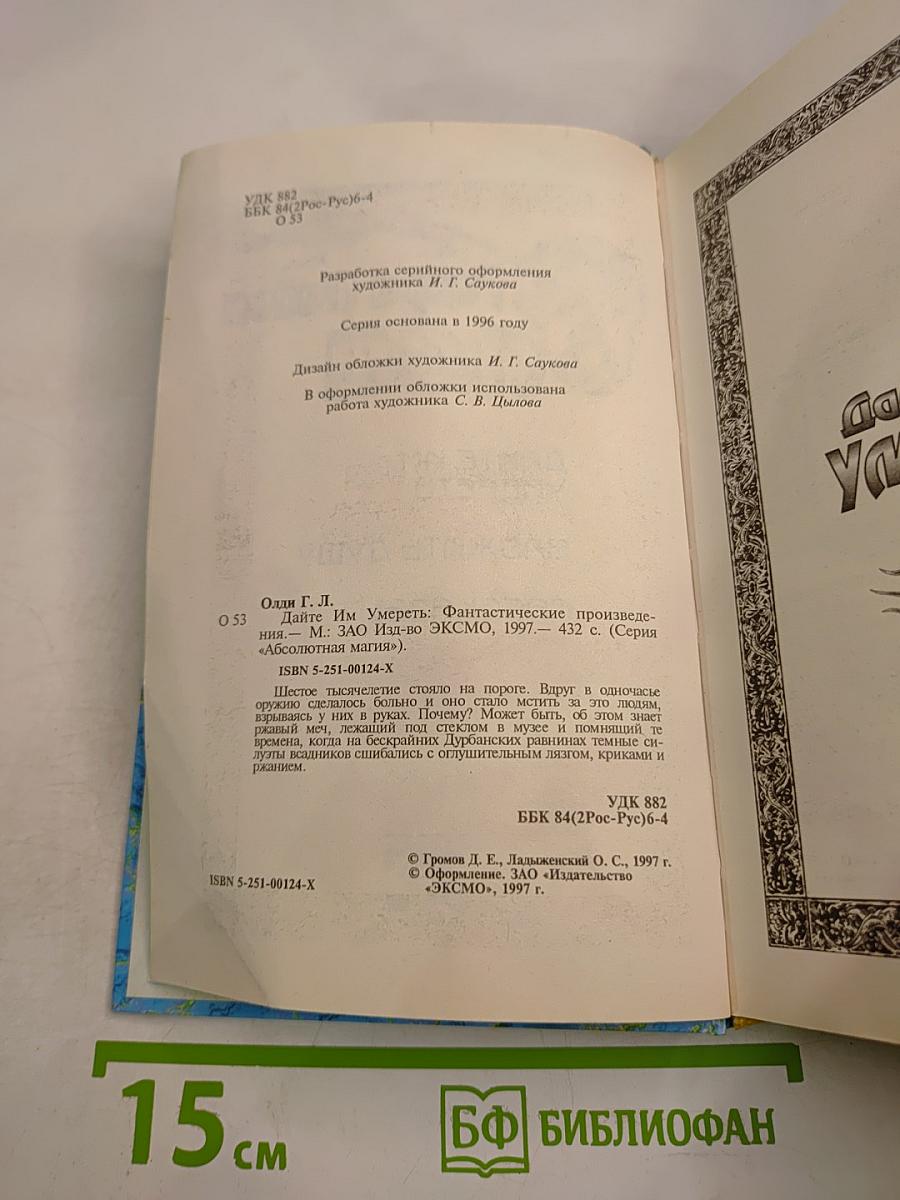 УДК 882
ББК 84(2Рос-Рус)6-4
О 53
Разработка серийного оформления
художника И. Г. Саукова
Серия основана в 1996 году
Дизайн обложки художника И. Г. Саукова
В оформлении обложки использована
работа художника С. В. Цылова
Олди Г. Л.
О 53 Дайте Им Умереть: Фантастические произведе-
ния.— М.: ЗАО Изд-во ЭКСМО, 1997.— 432 с. (Серия
«Абсолютная магия»).
ISBN 5-251-00124-X
Шестое тысячелетие стояло на пороге. Вдруг в одночасье
оружию сделалось больно и оно стало мстить за это людям,
взрываясь у них в руках. Почему? Может быть, об этом знает
ржавый меч, лежащий под стеклом в музее и помнящий те
времена, когда на бескрайних Дурбанских равнинах темные си-
луэты всадников сшибались с оглушительным лязгом, криками и
ржанием.
УДК 882
ББК 84(2Рос-Рус)6-4
© Громов Д. Е., Ладыженский О. С., 1997 г.
© Оформление. ЗАО «Издательство
«ЭКСМО», 1997 г.
ISBN 5-251-00124-X
15 см
БФ БИБЛИОФАН